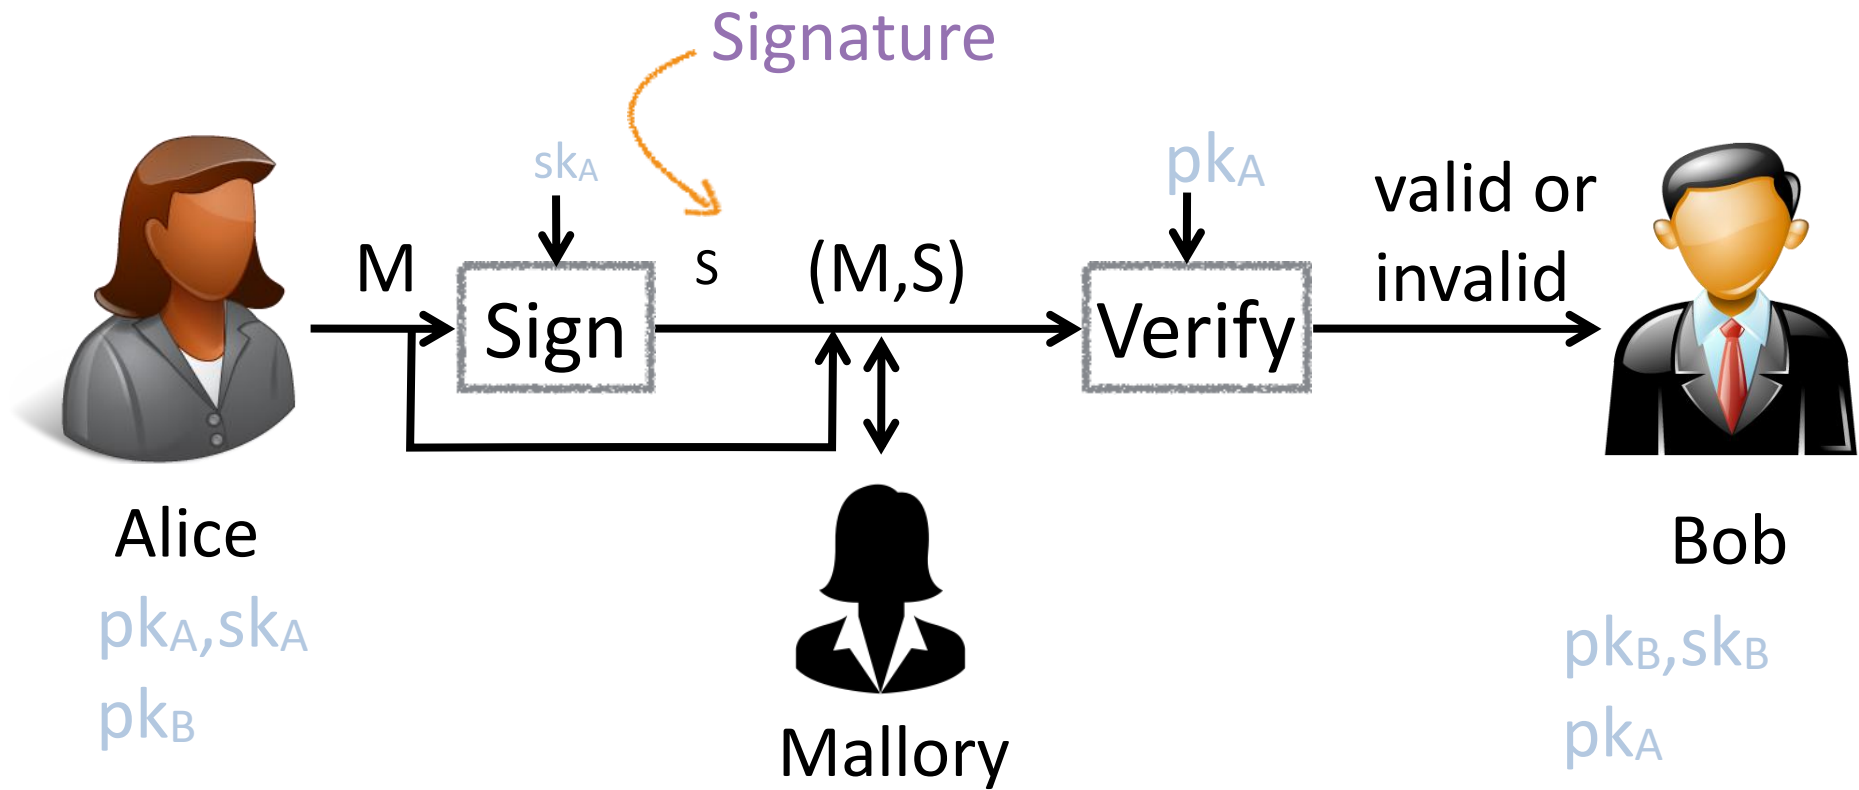 Signature
skA
pkA
valid or
invalid
M
s
(M,S)
Sign
Verify
Alice
Bob
pkA,skA
pkB
pkB,skB
pkA
Mallory